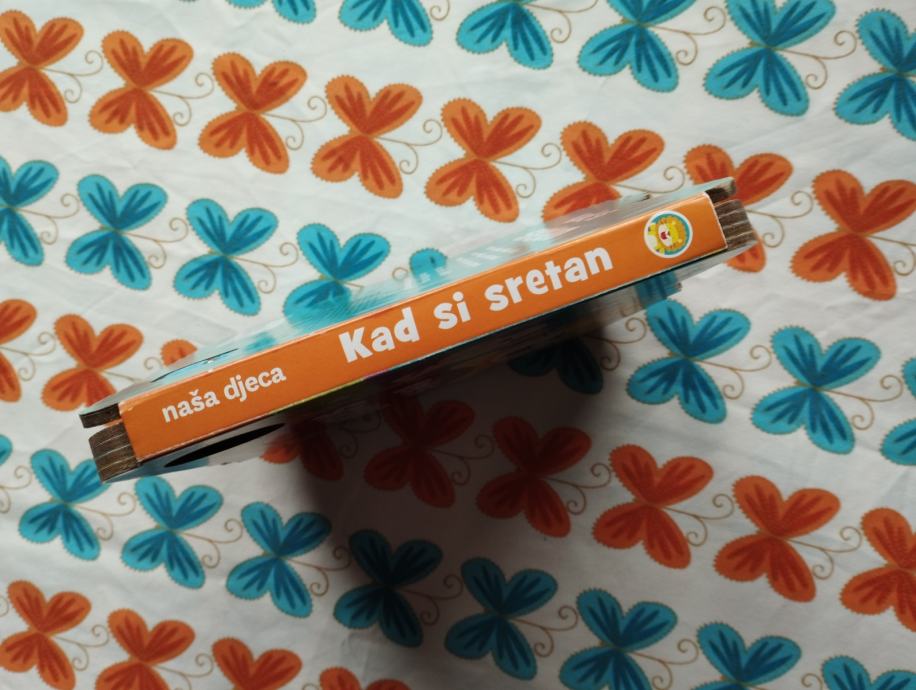 naša djeca
Kad si sretan